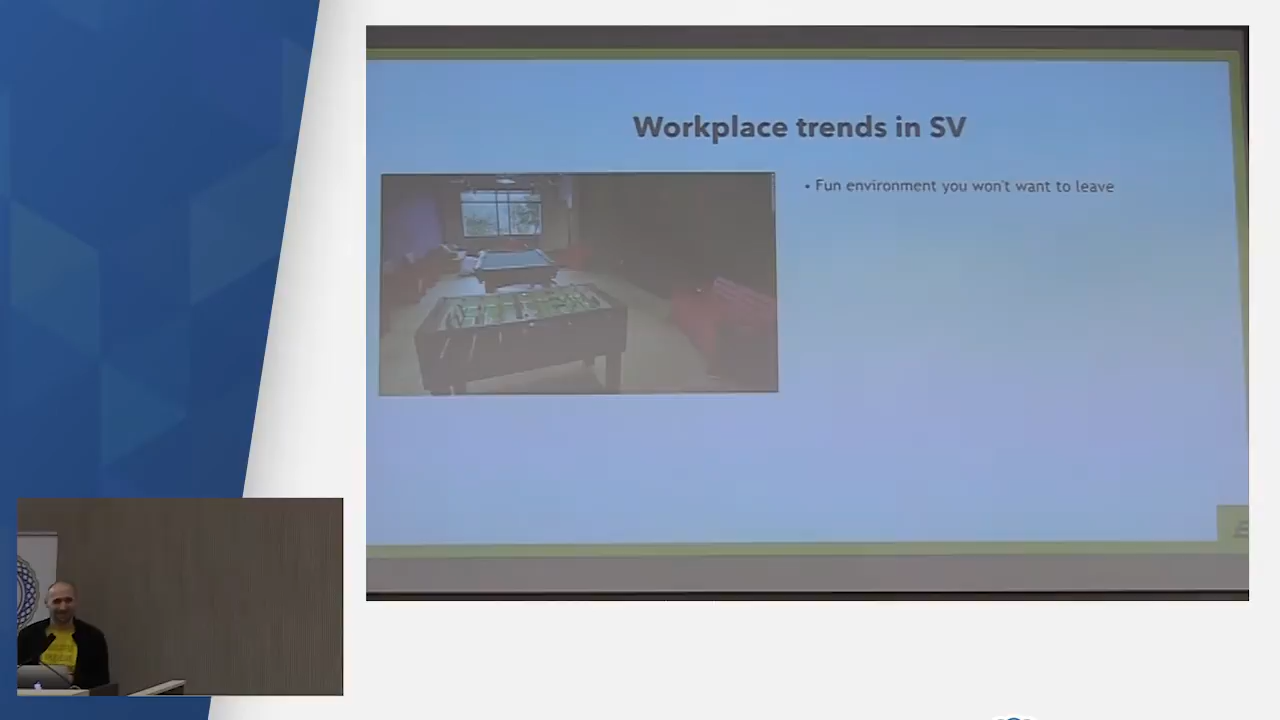 Workplace trends in SV
• Fun environment you won't want to leave
E